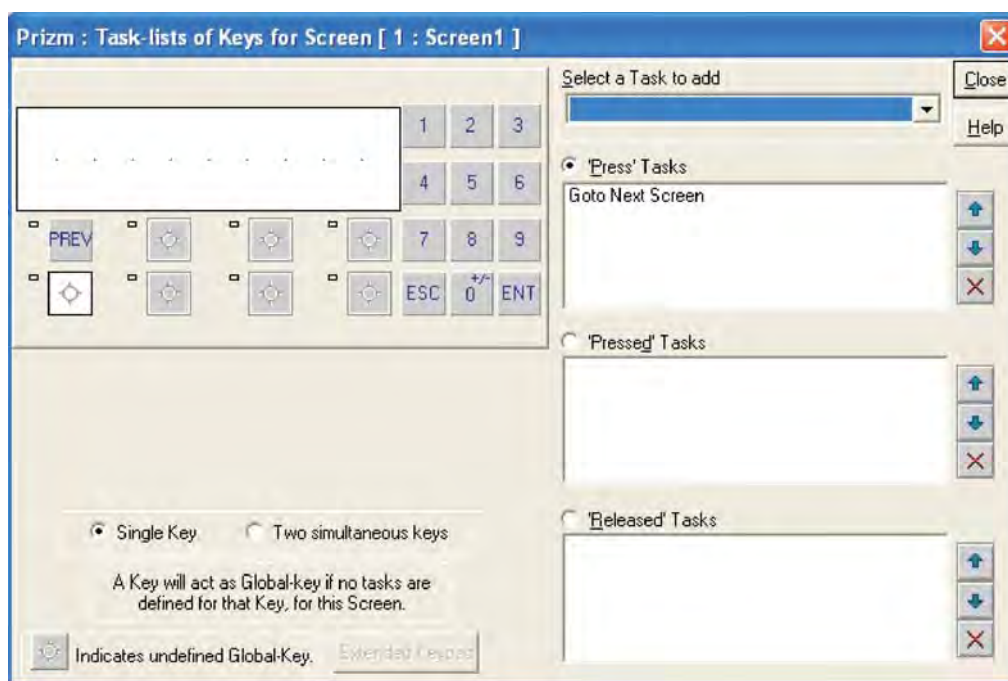 Prizm : Task-lists of Keys for Screen [ 1 : Screen1 ]
Select a Task to add
Close
Help
1 2 3
4 5 6
PREV 7 8 9
ESC +/- 0 ENT
'Press' Tasks
Goto Next Screen
'Pressed' Tasks
'Released' Tasks
Single Key Two simultaneous keys
A Key will act as Global-key if no tasks are
defined for that Key, for this Screen.
Indicates undefined Global-Key. Extended Keypad